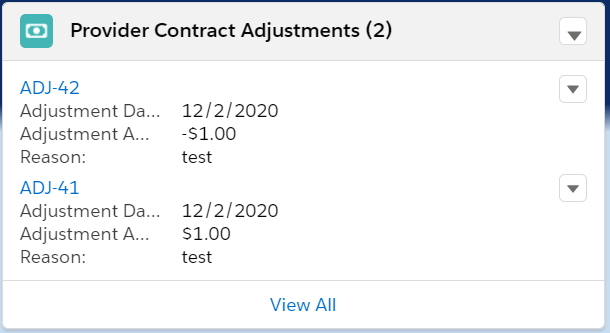 Provider Contract Adjustments (2)
ADJ-42
Adjustment Da... 12/2/2020
Adjustment A... -$1.00
Reason: test
ADJ-41
Adjustment Da... 12/2/2020
Adjustment A... $1.00
Reason: test
View All